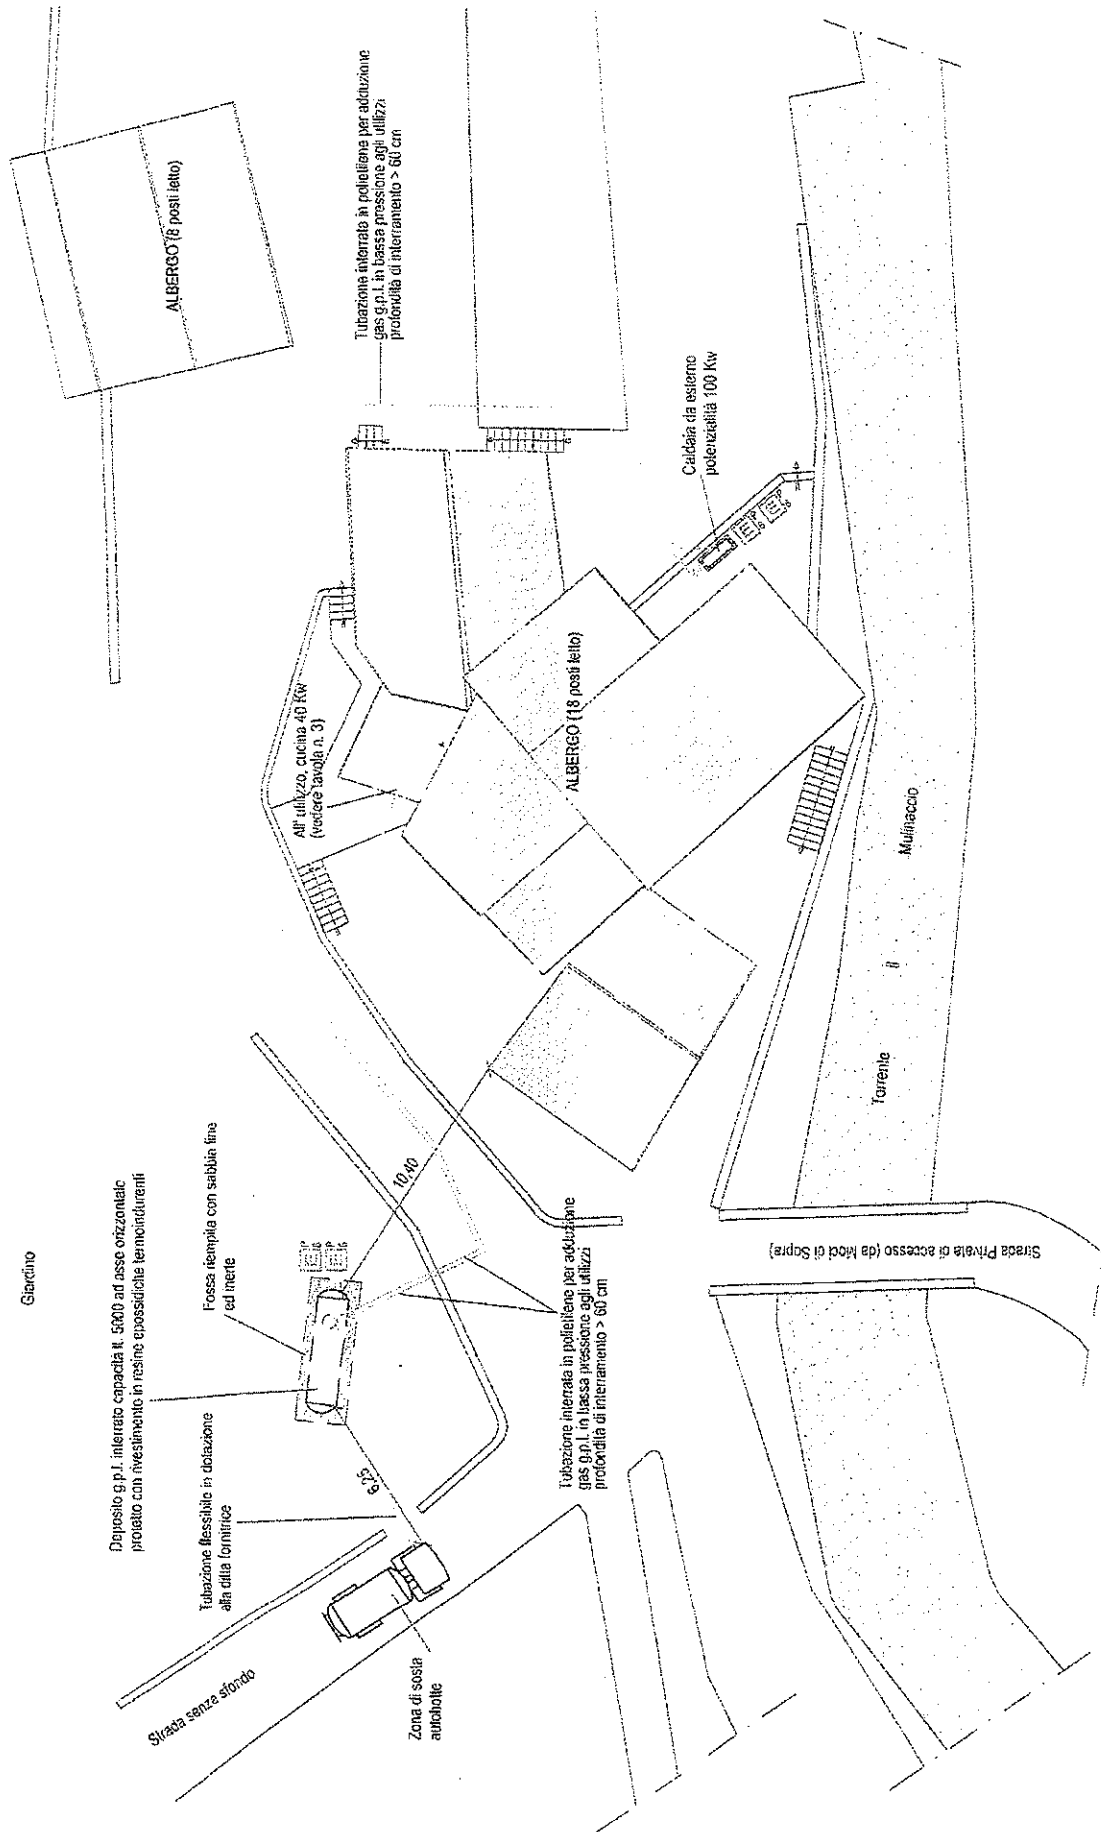 Giardino
Deposito g.p.l. interrato capacità lt. 5000 ad asse orizzontale
protetto con rivestimento in resine epossidiche termoindurenti
Fossa riempita con sabbia fine
ed inerte
Tubazione flessibile in dotazione
alla ditta fornitrice
Strada senza sfondo
Zona di sosta
autobotte
6,25
10,40
Tubazione interrata in polietilene per adduzione
gas g.p.l. in bassa pressione agli utilizzi
profondità di interramento > 60 cm
All' utilizzo, cucina 40 Kw
(vedere tavola n. 3)
ALBERGO (8 posti letto)
Tubazione interrata in polietilene per adduzione
gas g.p.l. in bassa pressione agli utilizzi
profondità di interramento > 60 cm
ALBERGO (18 posti letto)
Caldaia da esterno
potenzialità 100 Kw
E P
6
E P
6
Torrente il Mulinaccio
Strada Privata di accesso (da Moci di Sopra)